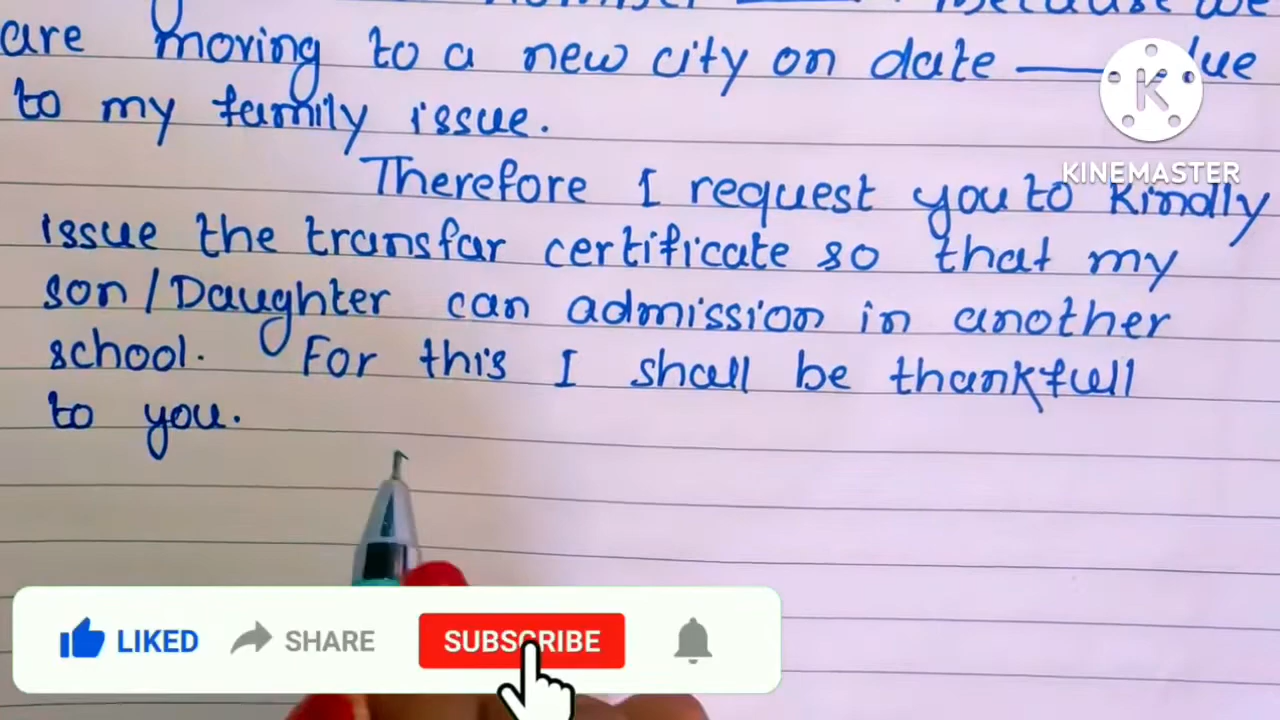 Because we
are moving to a new city on date —— due
to my family issue.
Therefore I request you to kindly
issue the transfar certificate so that my
son/Daughter can admission in another
school. For this I shall be thankfull
to you.
K
KINEMASTER
LIKED SHARE SUBSCRIBE